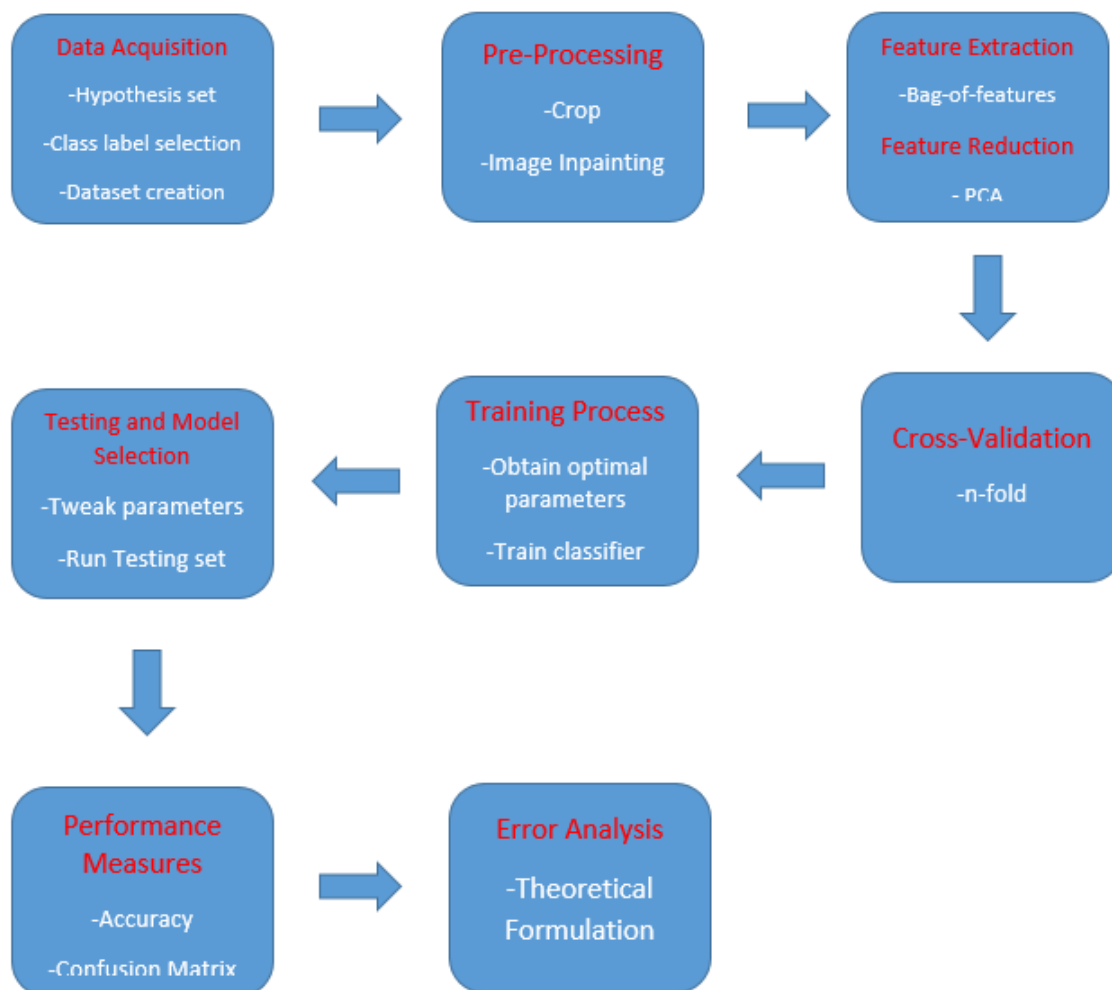 Data Acquisition
-Hypothesis set
-Class label selection
-Dataset creation
Pre-Processing
-Crop
-Image Inpainting
Feature Extraction
-Bag-of-features
Feature Reduction
- PCA
Cross-Validation
-n-fold
Training Process
-Obtain optimal
parameters
-Train classifier
Testing and Model
Selection
-Tweak parameters
-Run Testing set
Performance
Measures
-Accuracy
-Confusion Matrix
Error Analysis
-Theoretical
Formulation